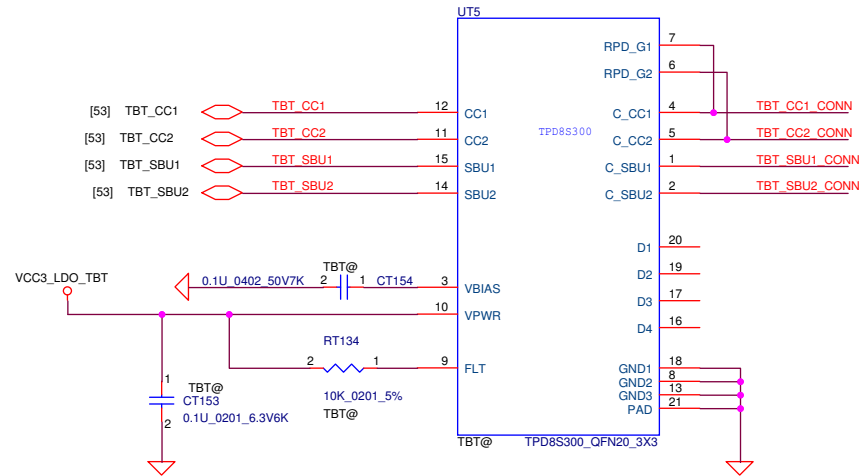 UT5
RPD_G1 7
RPD_G2 6
[53] TBT_CC1 TBT_CC1 12 CC1 C_CC1 4 TBT_CC1_CONN
TPD8S300
[53] TBT_CC2 TBT_CC2 11 CC2 C_CC2 5 TBT_CC2_CONN
[53] TBT_SBU1 TBT_SBU1 15 SBU1 C_SBU1 1 TBT_SBU1_CONN
[53] TBT_SBU2 TBT_SBU2 14 SBU2 C_SBU2 2 TBT_SBU2_CONN
D1 20
D2 19
D3 17
D4 16
VCC3_LDO_TBT
TBT@
0.1U_0402_50V7K 2 1 CT154 3 VBIAS
10 VPWR
RT134
2 1 9 FLT
10K_0201_5%
TBT@
1
TBT@
CT153
0.1U_0201_6.3V6K
2
GND1 18
GND2 8
GND3 13
PAD 21
TBT@ TPD8S300_QFN20_3X3